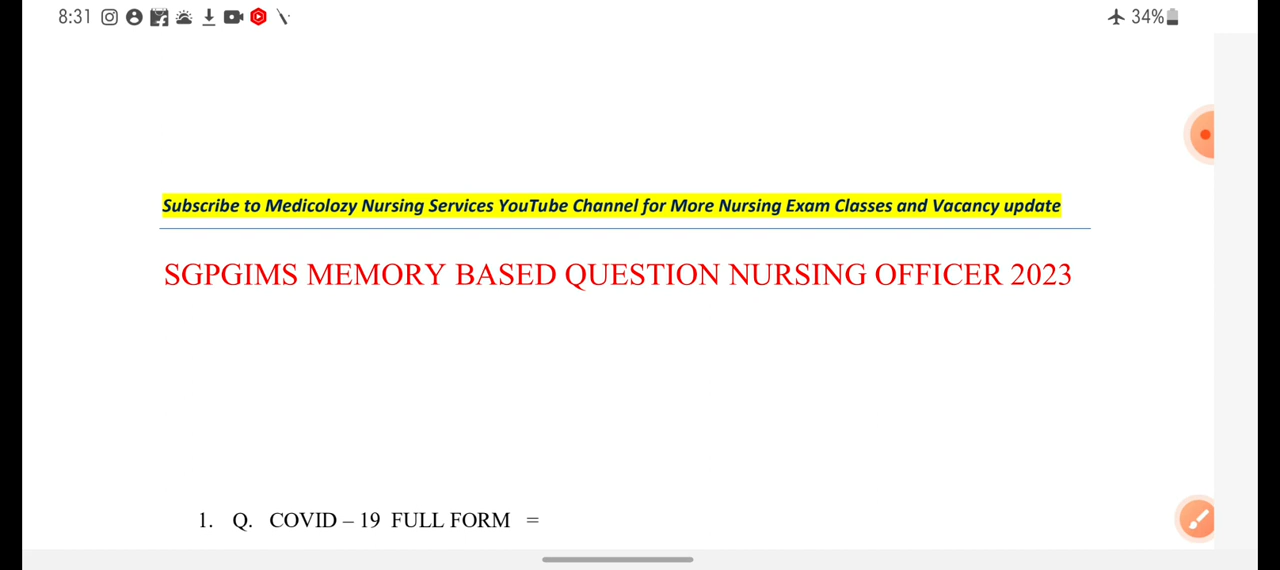 8:31 34%
Subscribe to Medicolozy Nursing Services YouTube Channel for More Nursing Exam Classes and Vacancy update
SGPGIMS MEMORY BASED QUESTION NURSING OFFICER 2023
1. Q. COVID – 19 FULL FORM =